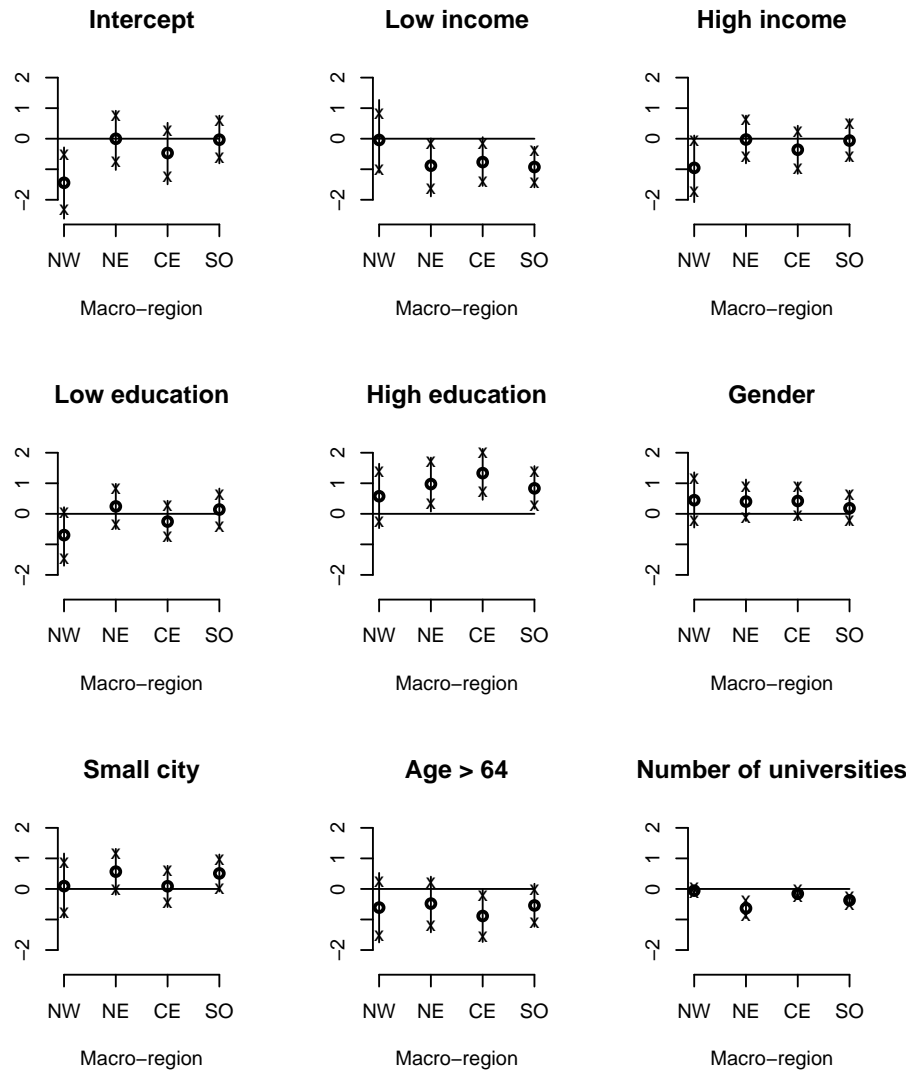 Intercept
Low income
High income
2
1
0
−2
NW NE CE SO
Macro−region
2
1
0
−2
NW NE CE SO
Macro−region
2
1
0
−2
NW NE CE SO
Macro−region
Low education
High education
Gender
2
1
0
−2
NW NE CE SO
Macro−region
2
1
0
−2
NW NE CE SO
Macro−region
2
1
0
−2
NW NE CE SO
Macro−region
Small city
Age > 64
Number of universities
2
1
0
−2
NW NE CE SO
Macro−region
2
1
0
−2
NW NE CE SO
Macro−region
2
1
0
−2
NW NE CE SO
Macro−region